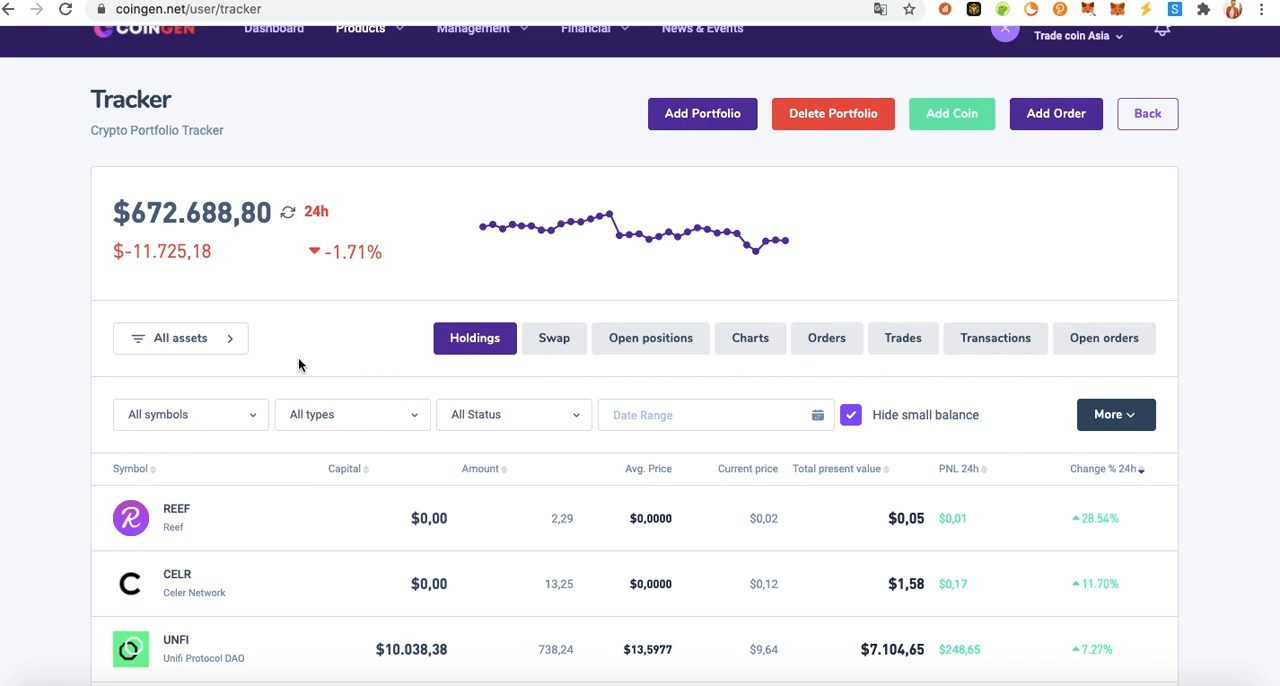 coingen.net/user/tracker
COINGEN
Dashboard Products Management Financial News & Events Trade coin Asia
Tracker
Crypto Portfolio Tracker
Add Portfolio Delete Portfolio Add Coin Add Order Back
$672.688,80 24h
$-11.725,18 -1.71%
All assets Holdings Swap Open positions Charts Orders Trades Transactions Open orders
All symbols All types All Status Date Range Hide small balance More
Symbol Capital Amount Avg. Price Current price Total present value PNL 24h Change % 24h
REEF
Reef
$0,00 2,29 $0,0000 $0,02 $0,05 $0,01 28.54%
CELR
Celer Network
$0,00 13,25 $0,0000 $0,12 $1,58 $0,17 11.70%
UNFI
Unifi Protocol DAO
$10.038,38 738,24 $13,5977 $9,64 $7.104,65 $248,65 7.27%